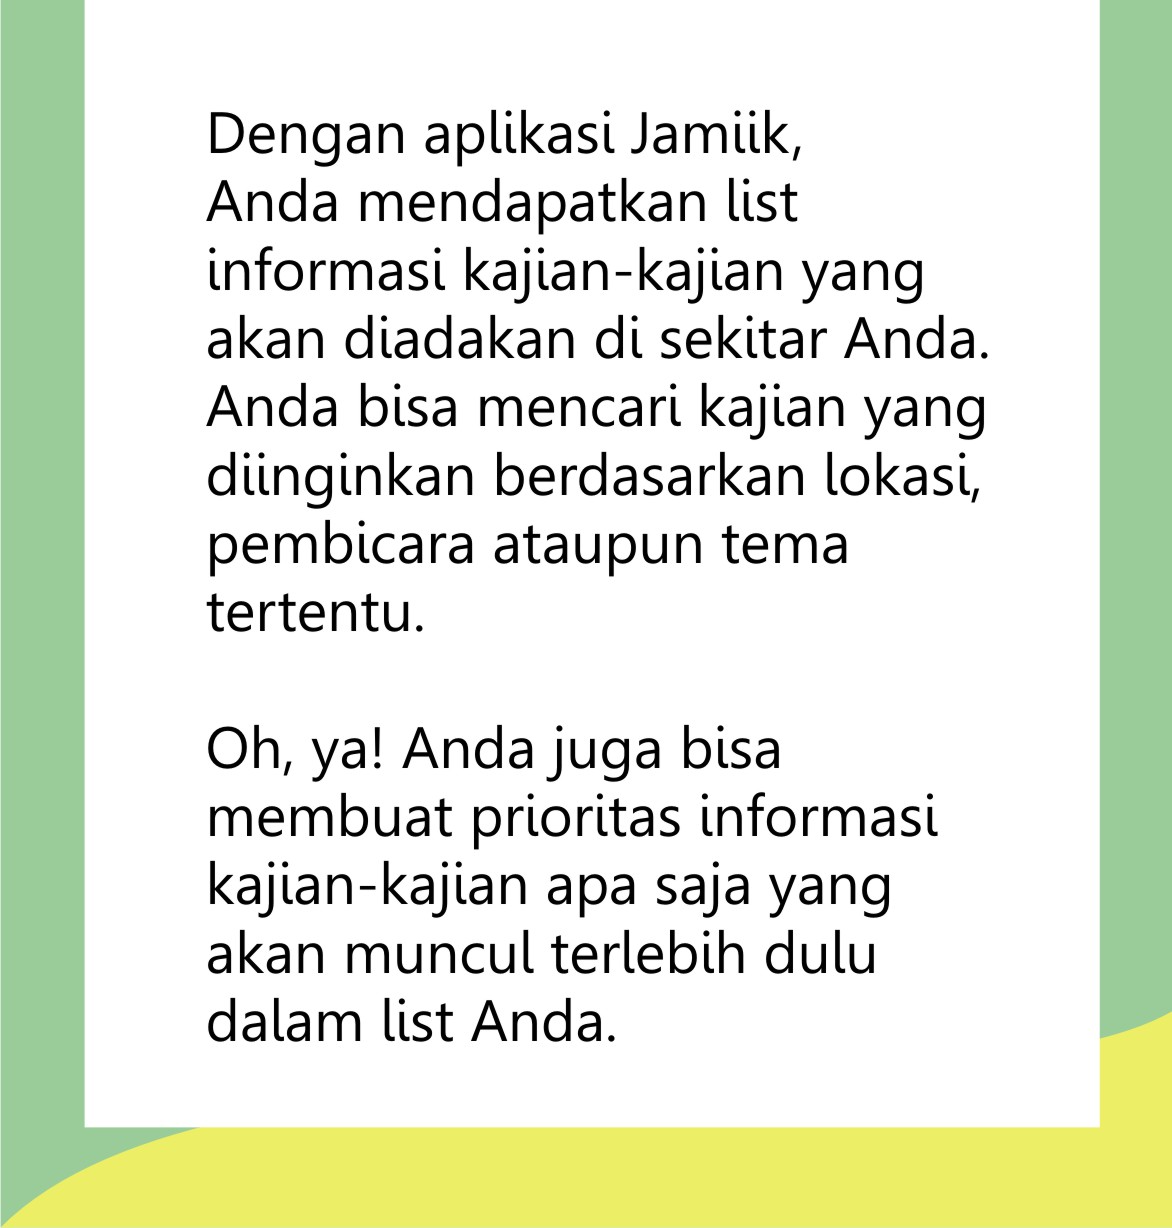 Dengan aplikasi Jamiik,
Anda mendapatkan list
informasi kajian-kajian yang
akan diadakan di sekitar Anda.
Anda bisa mencari kajian yang
diinginkan berdasarkan lokasi,
pembicara ataupun tema
tertentu.
Oh, ya! Anda juga bisa
membuat prioritas informasi
kajian-kajian apa saja yang
akan muncul terlebih dulu
dalam list Anda.